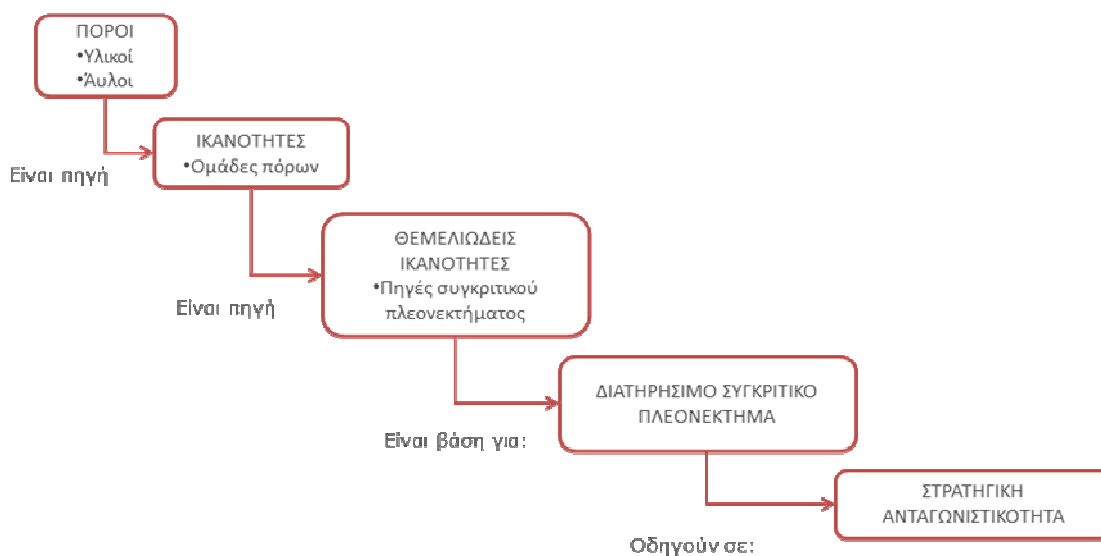 ΠΟΡΟΙ
•Υλικοί
•Άυλοι
Είναι πηγή
ΙΚΑΝΟΤΗΤΕΣ
•Ομάδες πόρων
Είναι πηγή
ΘΕΜΕΛΙΩΔΕΙΣ
ΙΚΑΝΟΤΗΤΕΣ
•Πηγές συγκριτικού
πλεονεκτήματος
Είναι βάση για:
ΔΙΑΤΗΡΗΣΙΜΟ ΣΥΓΚΡΙΤΙΚΟ
ΠΛΕΟΝΕΚΤΗΜΑ
Οδηγούν σε:
ΣΤΡΑΤΗΓΙΚΗ
ΑΝΤΑΓΩΝΙΣΤΙΚΟΤΗΤΑ